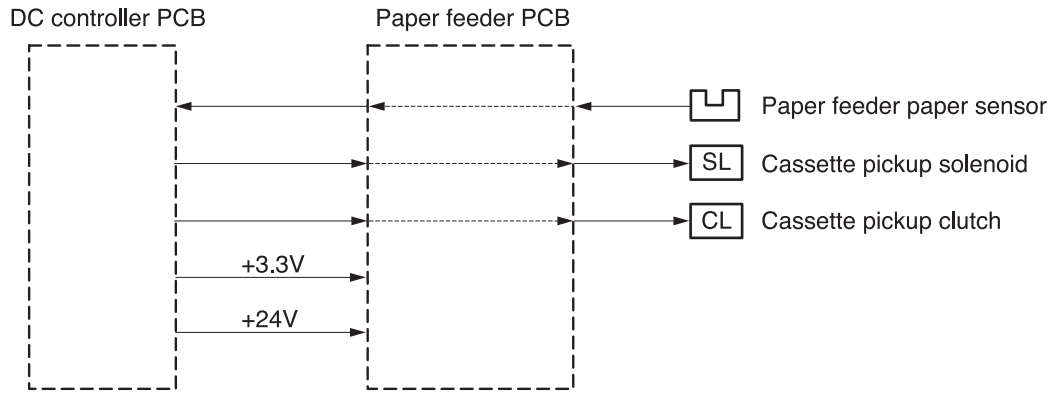 DC controller PCB
Paper feeder PCB
Paper feeder paper sensor
SL Cassette pickup solenoid
CL Cassette pickup clutch
+3.3V
+24V